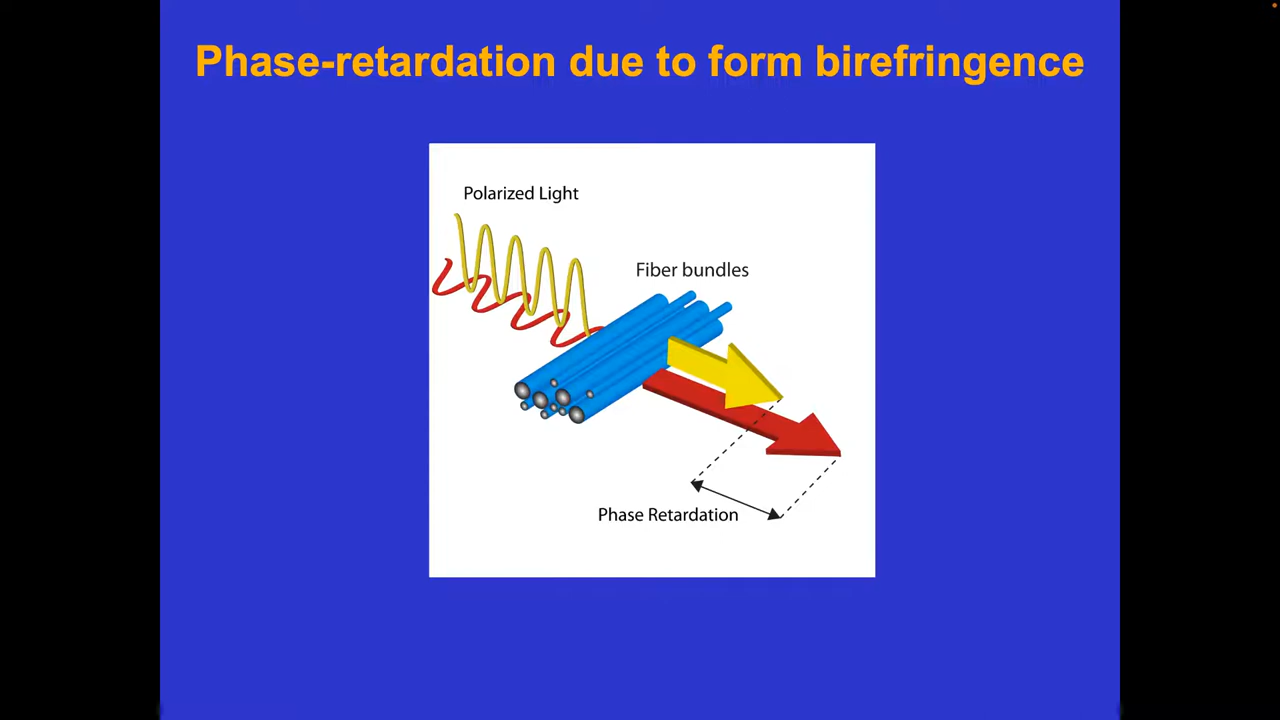 Phase-retardation due to form birefringence
Polarized Light
Fiber bundles
Phase Retardation